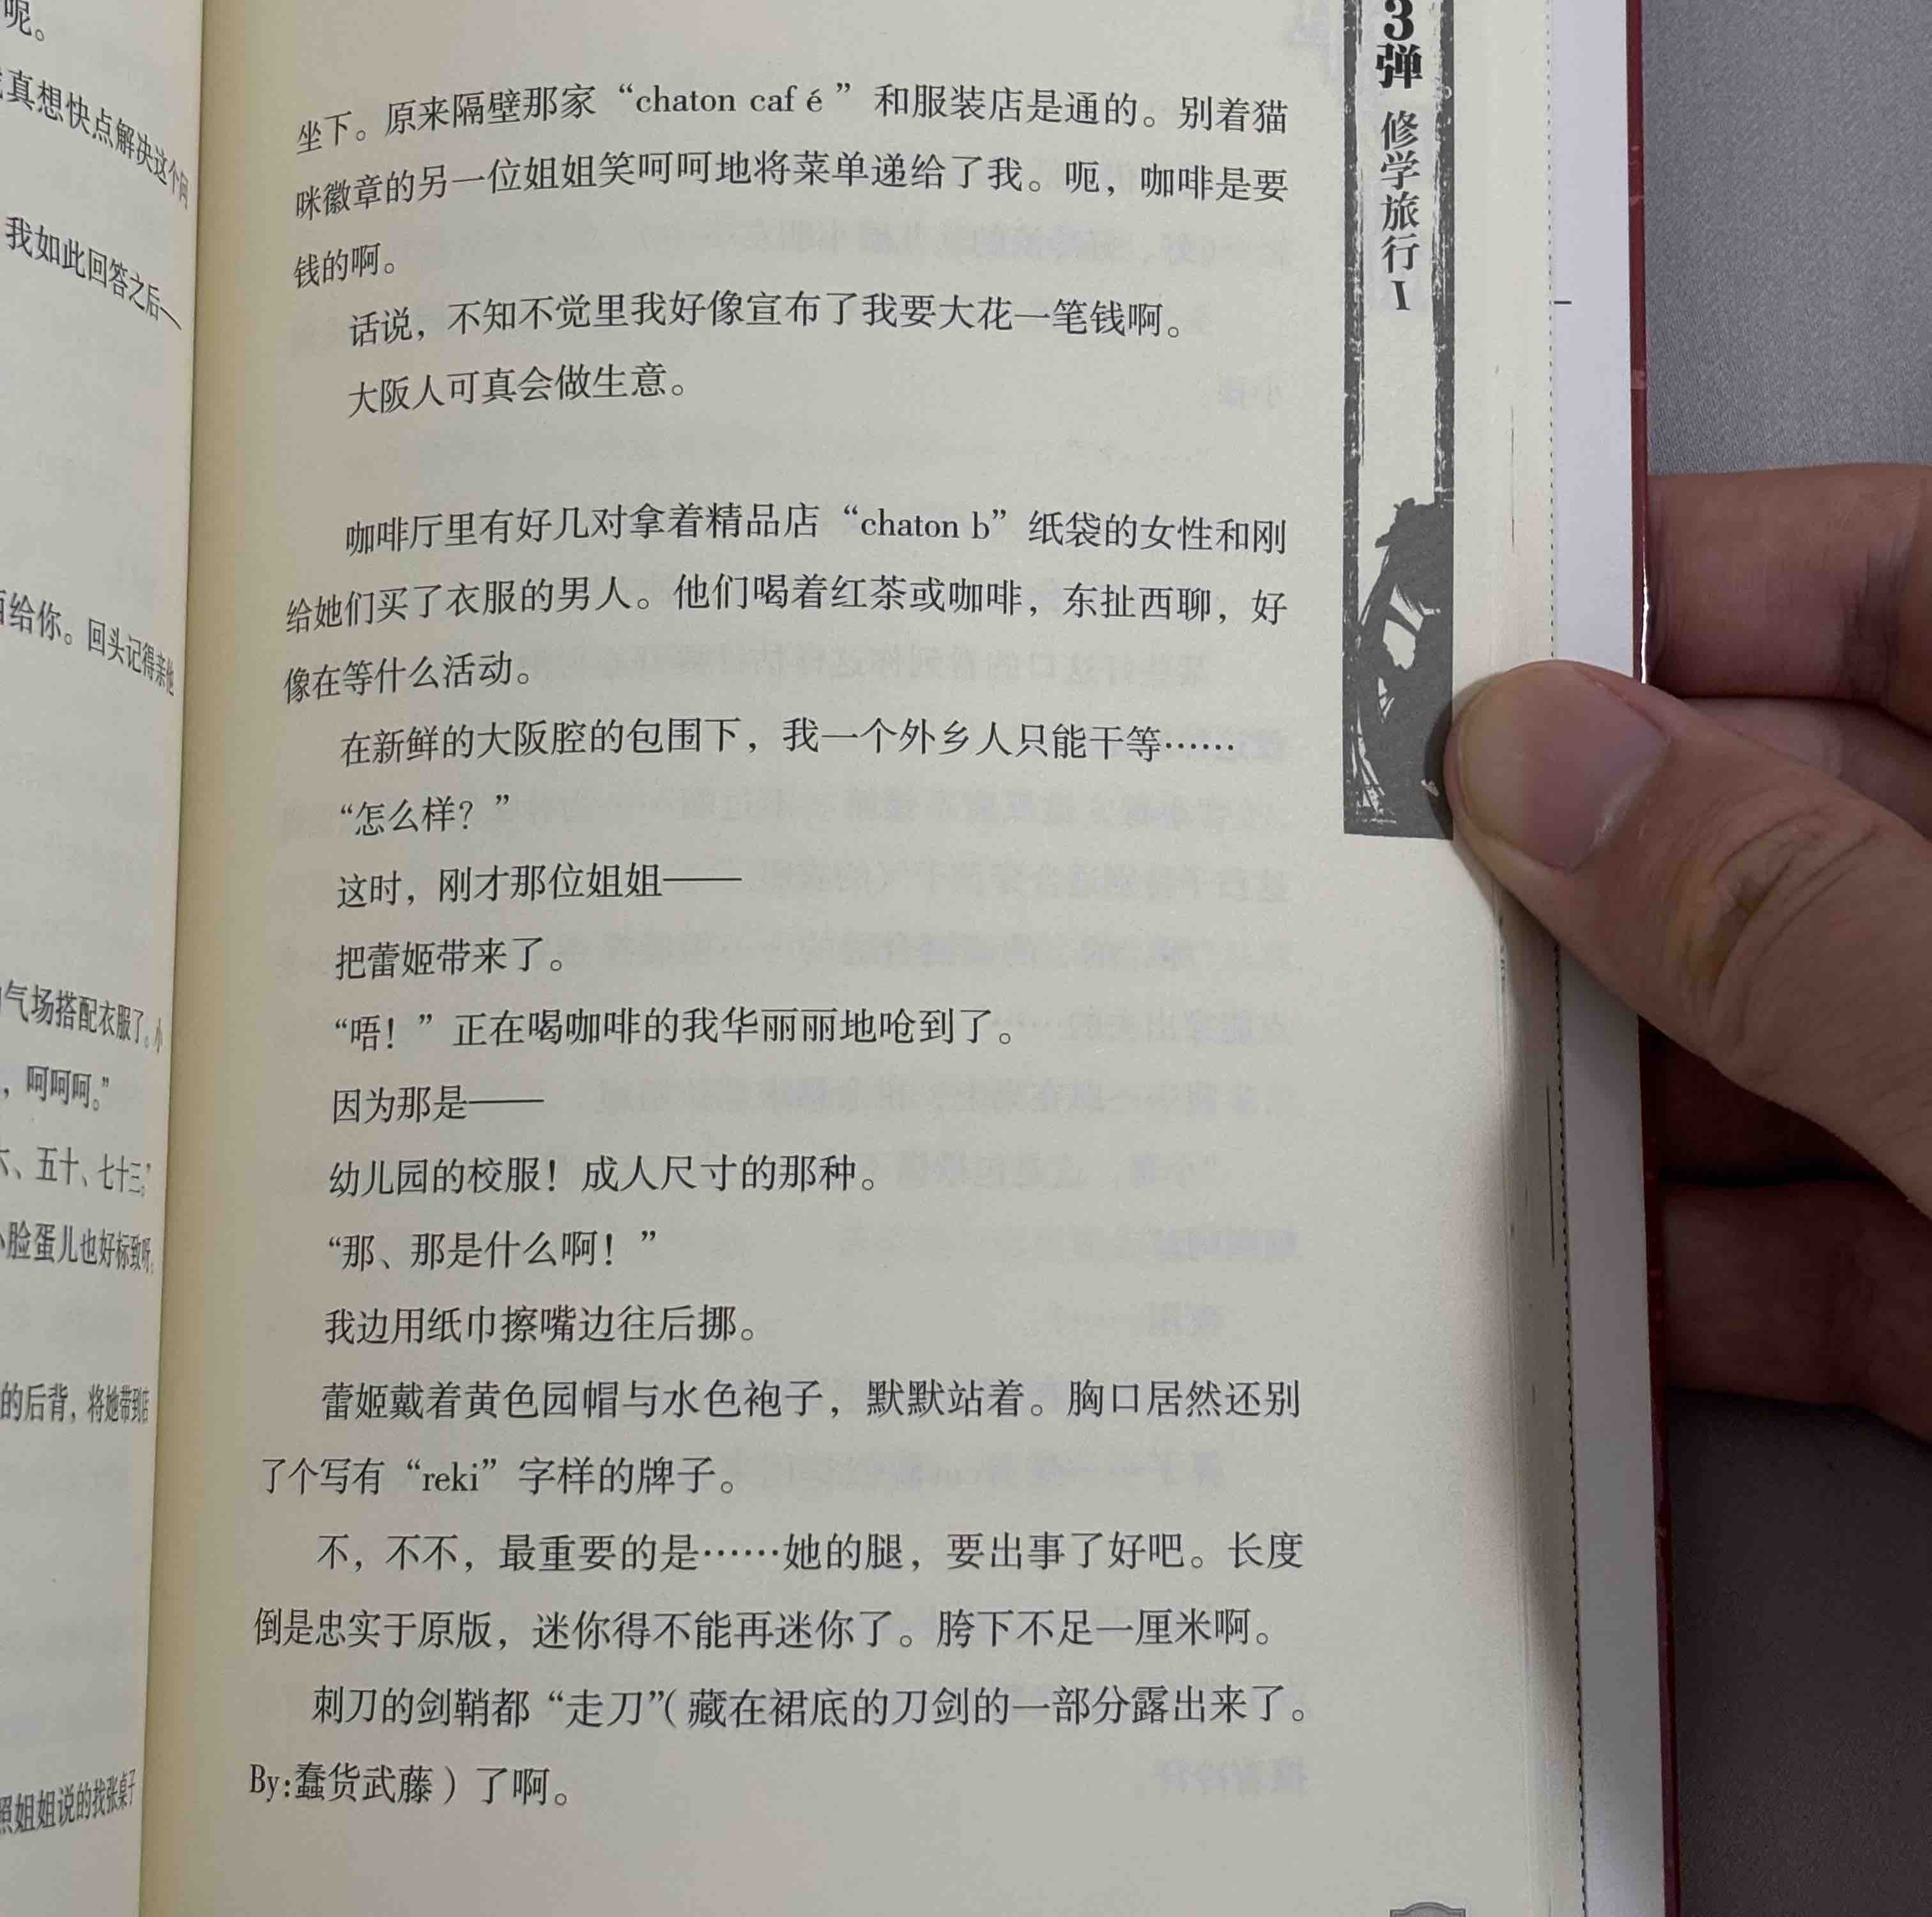 呢。
真想快点解决这个问
我如此回答之后—
给你。回头记得亲他
气场搭配衣服了。小
，呵呵呵。”
六、五十、七十三，”
小脸蛋儿也好标致呀，
的后背，将她带到店
照姐姐说的找张桌子
坐下。原来隔壁那家“chaton café”和服装店是通的。别着猫
咪徽章的另一位姐姐笑呵呵地将菜单递给了我。呃，咖啡是要
钱的啊。
话说，不知不觉里我好像宣布了我要大花一笔钱啊。
大阪人可真会做生意。
咖啡厅里有好几对拿着精品店“chaton b”纸袋的女性和刚
给她们买了衣服的男人。他们喝着红茶或咖啡，东扯西聊，好
像在等什么活动。
在新鲜的大阪腔的包围下，我一个外乡人只能干等……
“怎么样？”
这时，刚才那位姐姐——
把蕾姬带来了。
“唔！”正在喝咖啡的我华丽丽地呛到了。
因为那是——
幼儿园的校服！成人尺寸的那种。
“那、那是什么啊！”
我边用纸巾擦嘴边往后挪。
蕾姬戴着黄色园帽与水色袍子，默默站着。胸口居然还别
了个写有“reki”字样的牌子。
不，不不，最重要的是……她的腿，要出事了好吧。长度
倒是忠实于原版，迷你得不能再迷你了。胯下不足一厘米啊。
刺刀的剑鞘都“走刀”（藏在裙底的刀剑的一部分露出来了。
By:蠢货武藤）了啊。
3弹 修学旅行I